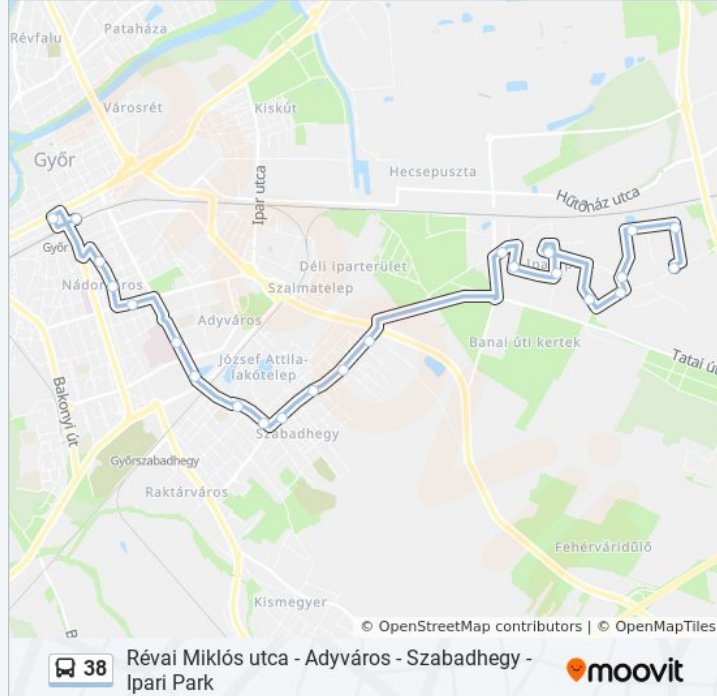 Révfalu
Pataháza
Városrét
Kiskút
Győr
Ipar utca
Hecsepuszta
Hűtőház utca
Győr
Déli iparterület
Nádorváros
Szalmatelep
Adyváros
Banai úti kertek
József Attila-
lakótelep
Tatai út
Bakonyi út
Szabadhegy
Győrszabadhegy
Raktárváros
Fehérváridűlő
Kismegyer
© OpenStreetMap contributors | © OpenMapTiles
38
Révai Miklós utca - Adyváros - Szabadhegy -
Ipari Park
moovit